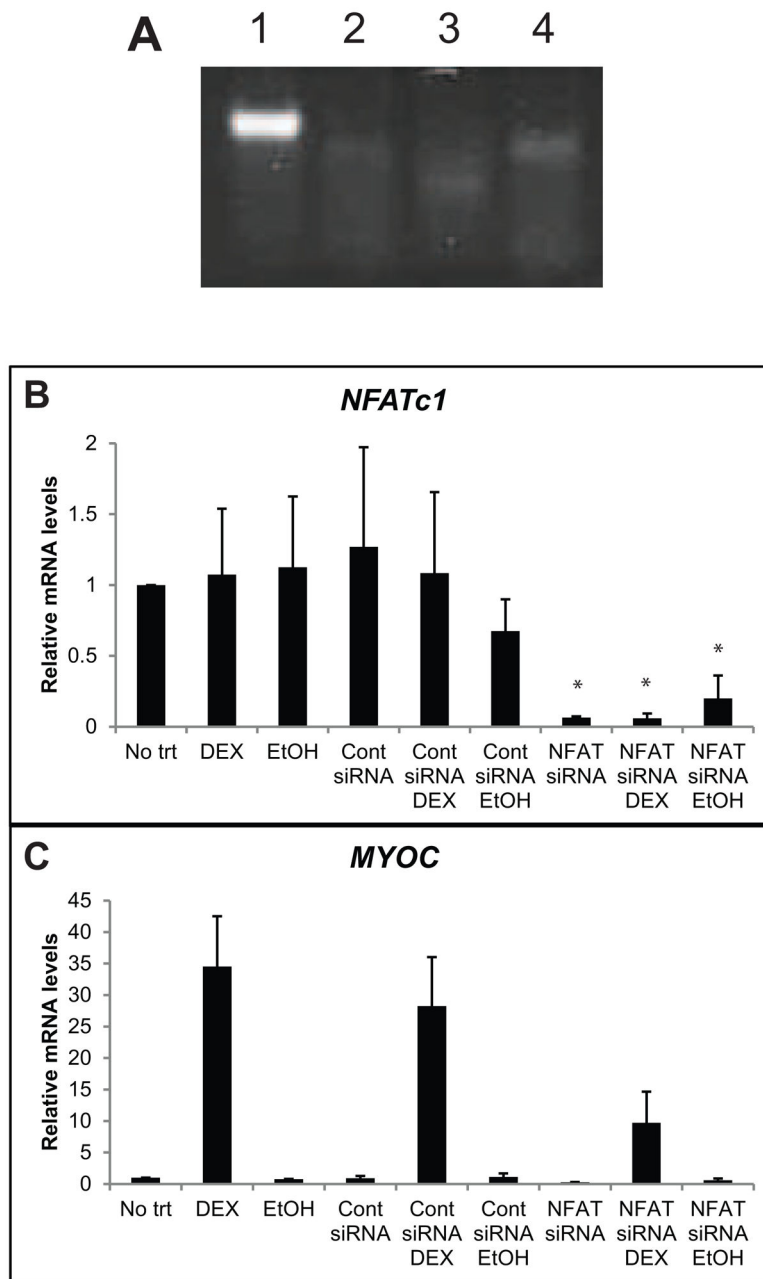 A
1 2 3 4
B
NFATc1
Relative mRNA levels
2
1.5
1
0.5
0
No trt DEX EtOH Cont siRNA Cont siRNA DEX Cont siRNA EtOH NFAT siRNA NFAT siRNA DEX NFAT siRNA EtOH
* * *
C
MYOC
Relative mRNA levels
45
40
35
30
25
20
15
10
5
0
No trt DEX EtOH Cont siRNA Cont siRNA DEX Cont siRNA EtOH NFAT siRNA NFAT siRNA DEX NFAT siRNA EtOH